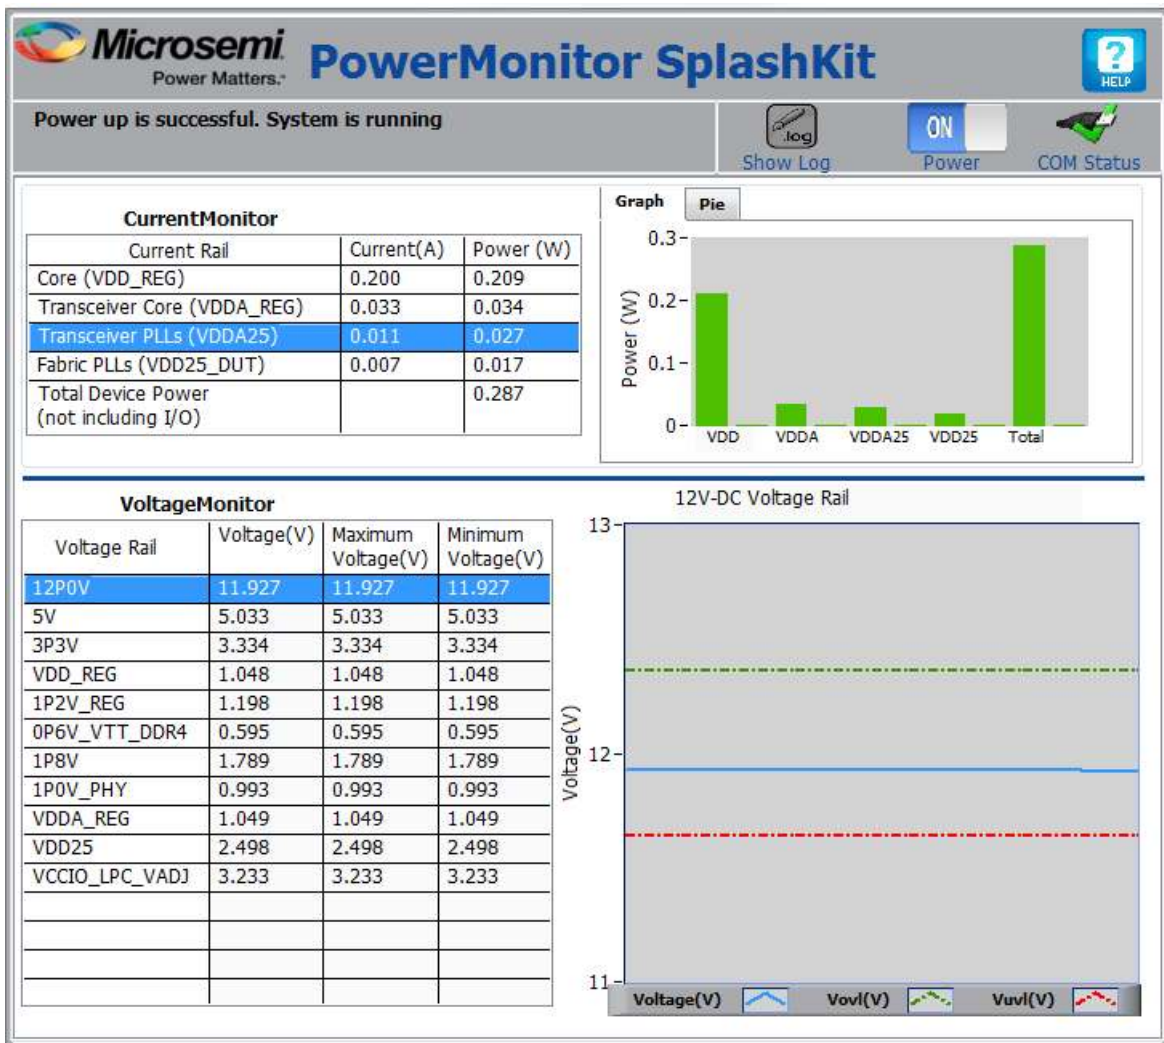 Microsemi
Power Matters.™
PowerMonitor SplashKit
?
HELP
Power up is successful. System is running
.log
Show Log
ON
Power
COM Status
CurrentMonitor
Current Rail Current(A) Power (W)
Core (VDD_REG) 0.200 0.209
Transceiver Core (VDDA_REG) 0.033 0.034
Transceiver PLLs (VDDA25) 0.011 0.027
Fabric PLLs (VDD25_DUT) 0.007 0.017
Total Device Power 0.287
(not including I/O)
Graph Pie
Power (W)
0.3
0.2
0.1
0
VDD VDDA VDDA25 VDD25 Total
VoltageMonitor
Voltage Rail Voltage(V) Maximum Voltage(V) Minimum Voltage(V)
12P0V 11.927 11.927 11.927
5V 5.033 5.033 5.033
3P3V 3.334 3.334 3.334
VDD_REG 1.048 1.048 1.048
1P2V_REG 1.198 1.198 1.198
0P6V_VTT_DDR4 0.595 0.595 0.595
1P8V 1.789 1.789 1.789
1P0V_PHY 0.993 0.993 0.993
VDDA_REG 1.049 1.049 1.049
VDD25 2.498 2.498 2.498
VCCIO_LPC_VADJ 3.233 3.233 3.233
12V-DC Voltage Rail
Voltage(V)
13
12
11
Voltage(V) Vovl(V) Vuvl(V)